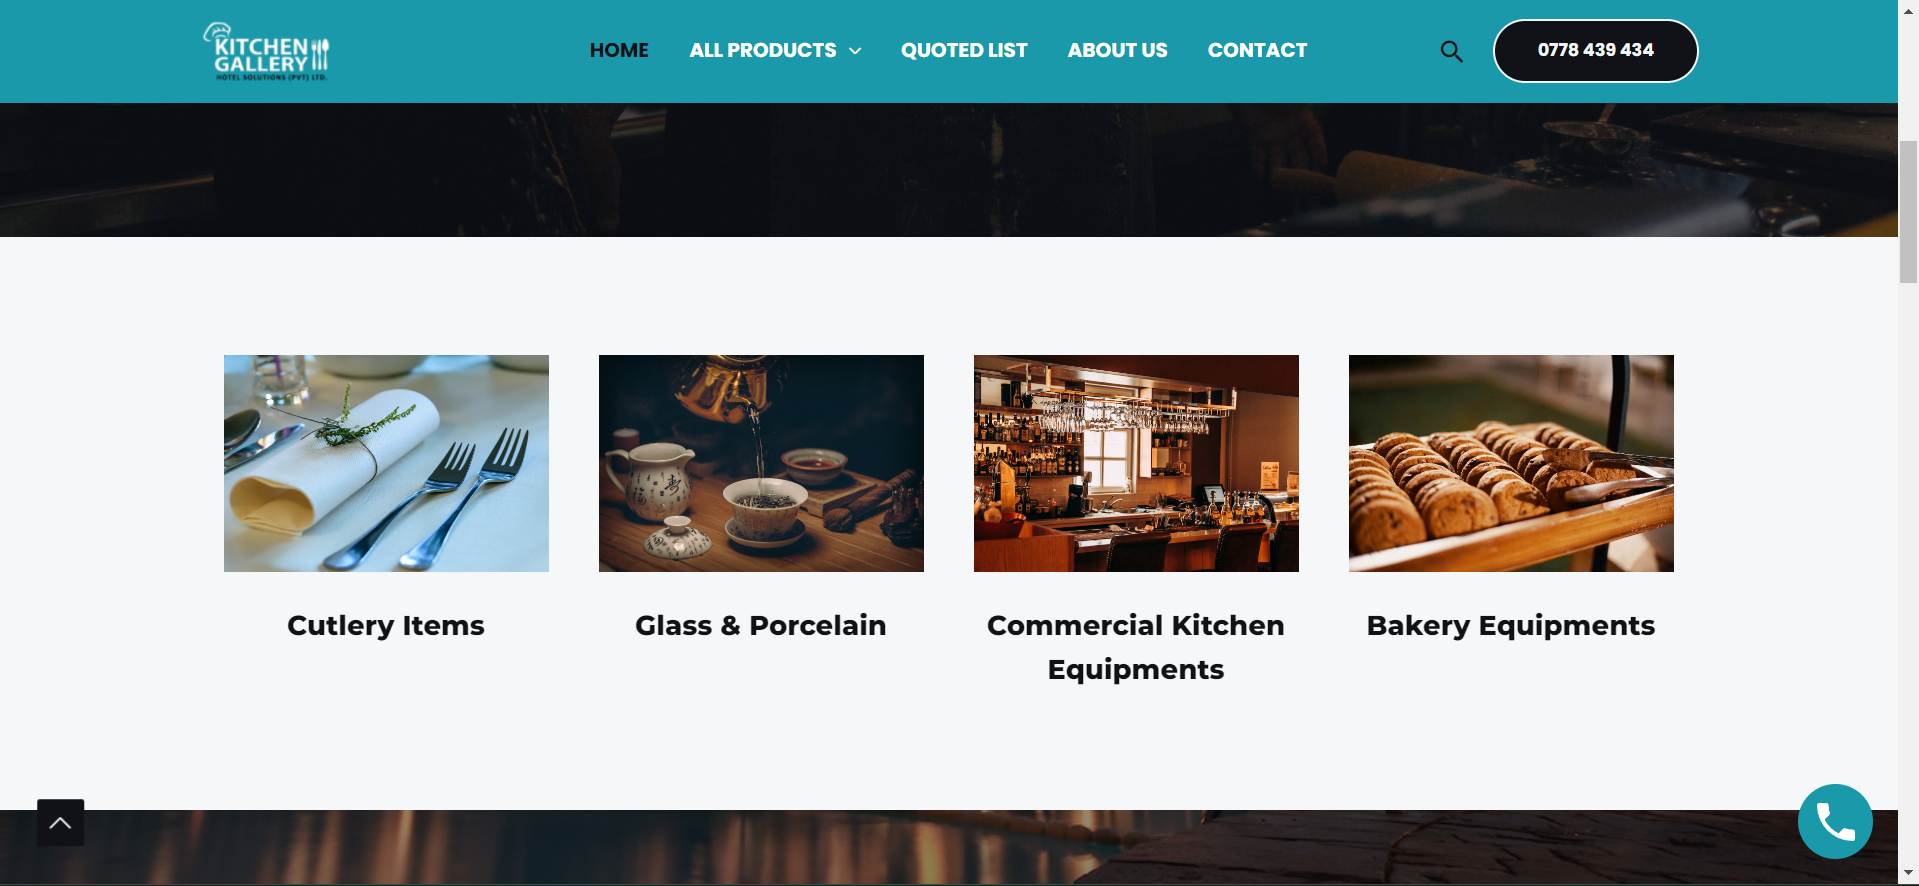 KITCHEN
GALLERY
HOTEL SOLUTIONS (PVT) LTD.
HOME
ALL PRODUCTS
QUOTED LIST
ABOUT US
CONTACT
0778 439 434
Cutlery Items
Glass & Porcelain
Commercial Kitchen
Equipments
Bakery Equipments